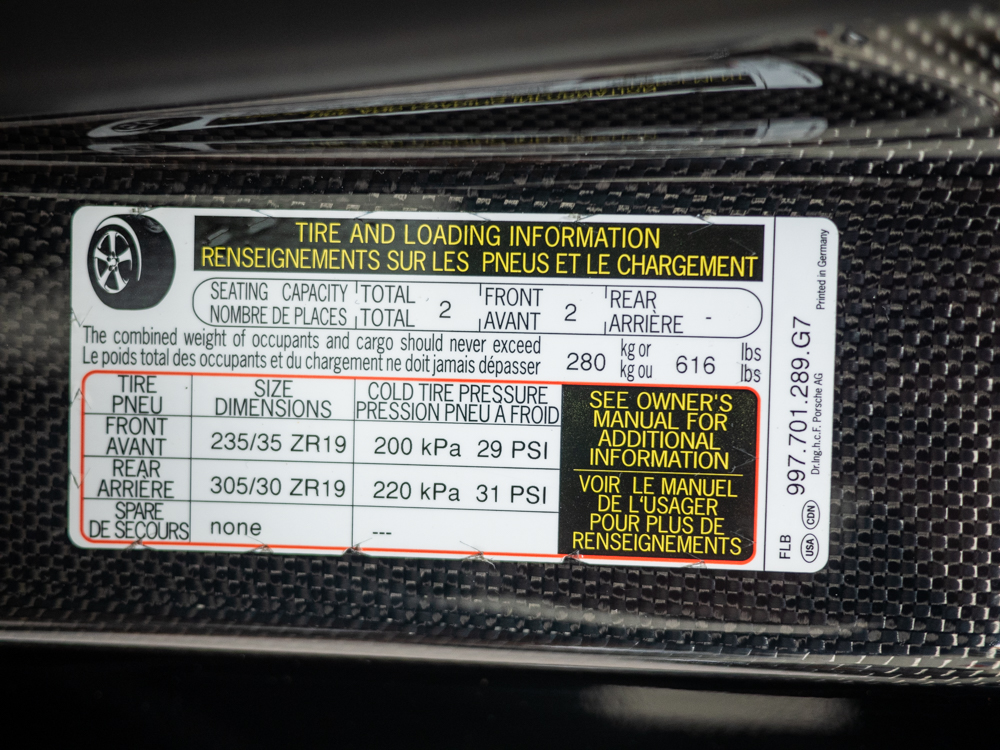 TIRE AND LOADING INFORMATION
RENSEIGNEMENTS SUR LES PNEUS ET LE CHARGEMENT
SEATING CAPACITY TOTAL 2 FRONT 2 REAR -
NOMBRE DE PLACES TOTAL AVANT ARRIÈRE
The combined weight of occupants and cargo should never exceed 280 kg or 616 lbs
Le poids total des occupants et du chargement ne doit jamais dépasser kg ou lbs
TIRE SIZE COLD TIRE PRESSURE
PNEU DIMENSIONS PRESSION PNEU A FROID
FRONT
AVANT 235/35 ZR19 200 kPa 29 PSI
REAR
ARRIÈRE 305/30 ZR19 220 kPa 31 PSI
SPARE
DE SECOURS none ---
SEE OWNER'S
MANUAL FOR
ADDITIONAL
INFORMATION
VOIR LE MANUEL
DE L'USAGER
POUR PLUS DE
RENSEIGNEMENTS
FLB USA CDN
997.701.289.G7
Dr.Ing.h.c.F. Porsche AG
Printed in Germany